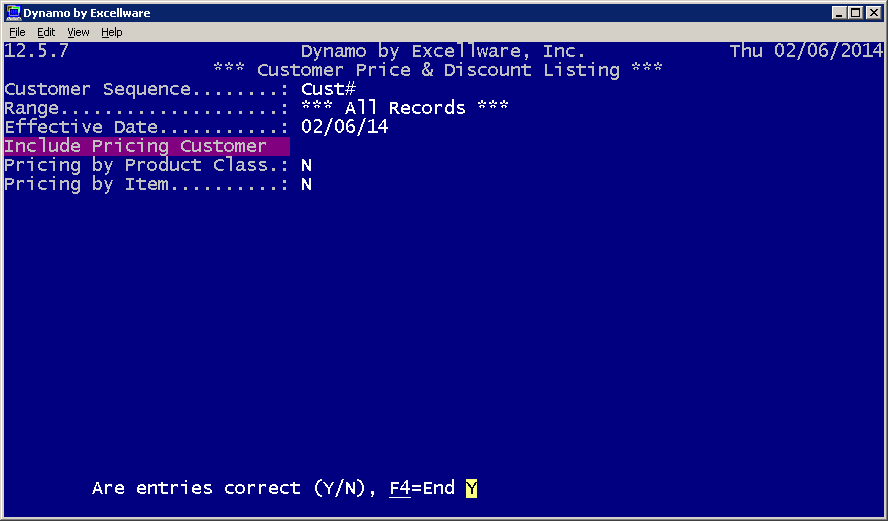 Dynamo by Excellware
File Edit View Help
12.5.7 Dynamo by Excellware, Inc. Thu 02/06/2014
*** Customer Price & Discount Listing ***
Customer Sequence........: Cust#
Range....................: *** All Records ***
Effective Date...........: 02/06/14
Include Pricing Customer
Pricing by Product Class.: N
Pricing by Item..........: N
Are entries correct (Y/N), F4=End Y